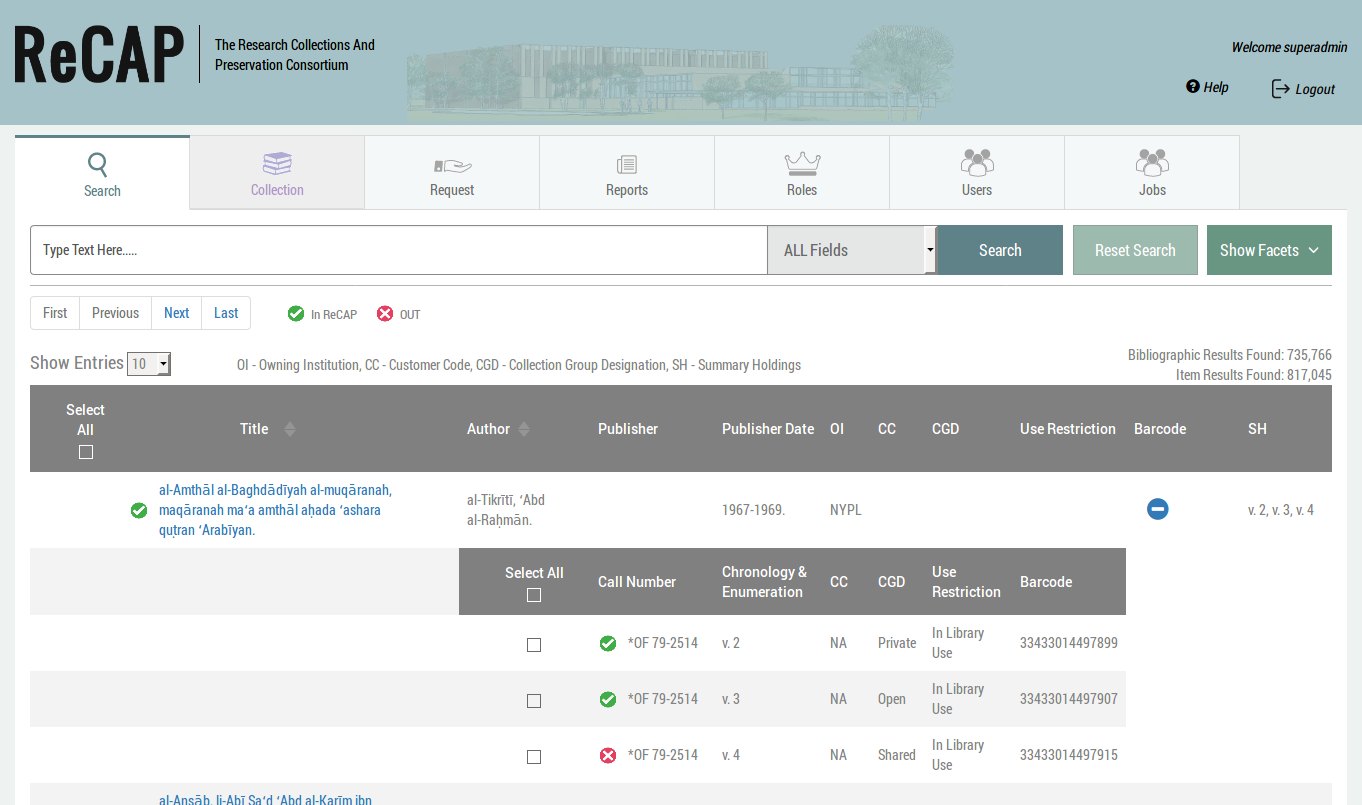 ReCAP
The Research Collections And
Preservation Consortium
Welcome superadmin
Help
Logout
Search
Collection
Request
Reports
Roles
Users
Jobs
Type Text Here.....
ALL Fields
Search
Reset Search
Show Facets
First
Previous
Next
Last
In ReCAP
OUT
Show Entries 10
OI - Owning Institution, CC - Customer Code, CGD - Collection Group Designation, SH - Summary Holdings
Bibliographic Results Found: 735,766
Item Results Found: 817,045
Select
All
Title
Author
Publisher
Publisher Date
OI
CC
CGD
Use Restriction
Barcode
SH
al-Amthāl al-Baghdādīyah al-muqāranah,
maqāranah maʻa amthāl aḥada ʻashara
quṭran ʻArabīyan.
al-Tikrītī, ʻAbd
al-Raḥmān.
1967-1969.
NYPL
v. 2, v. 3, v. 4
Select All
Call Number
Chronology &
Enumeration
CC
CGD
Use
Restriction
Barcode
*OF 79-2514
v. 2
NA
Private
In Library
Use
33433014497899
*OF 79-2514
v. 3
NA
Open
In Library
Use
33433014497907
*OF 79-2514
v. 4
NA
Shared
In Library
Use
33433014497915
al-Ansāb, li-Abī Saʻd ʻAbd al-Karīm ibn